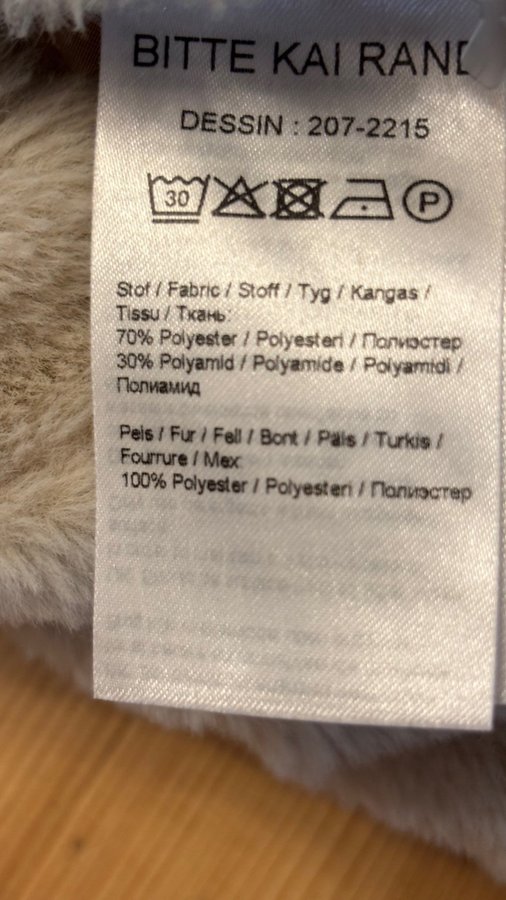 BITTE KAI RAND
DESSIN : 207-2215
30 P
Stof / Fabric / Stoff / Tyg / Kangas /
Tissu / Ткань:
70% Polyester / Polyesteri / Полиэстер
30% Polyamid / Polyamide / Polyamidi /
Полиамид
Pels / Fur / Fell / Bont / Päls / Turkis /
Fourrure / Мех
100% Polyester / Polyesteri / Полиэстер